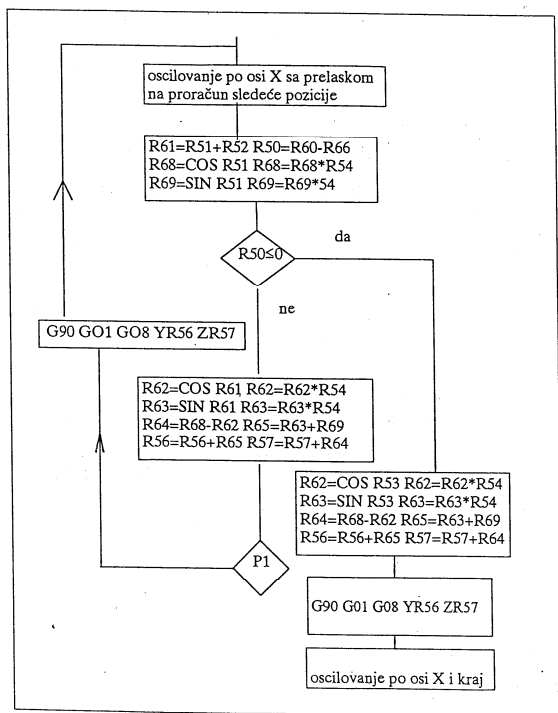 oscilovanje po osi X sa prelaskom
na proračun sledeće pozicije
R61=R51+R52 R50=R60-R66
R68=COS R51 R68=R68*R54
R69=SIN R51 R69=R69*54
R50≤0
da
ne
G90 GO1 GO8 YR56 ZR57
R62=COS R61 R62=R62*R54
R63=SIN R61 R63=R63*R54
R64=R68-R62 R65=R63+R69
R56=R56+R65 R57=R57+R64
P1
R62=COS R53 R62=R62*R54
R63=SIN R53 R63=R63*R54
R64=R68-R62 R65=R63+R69
R56=R56+R65 R57=R57+R64
G90 G01 G08 YR56 ZR57
oscilovanje po osi X i kraj